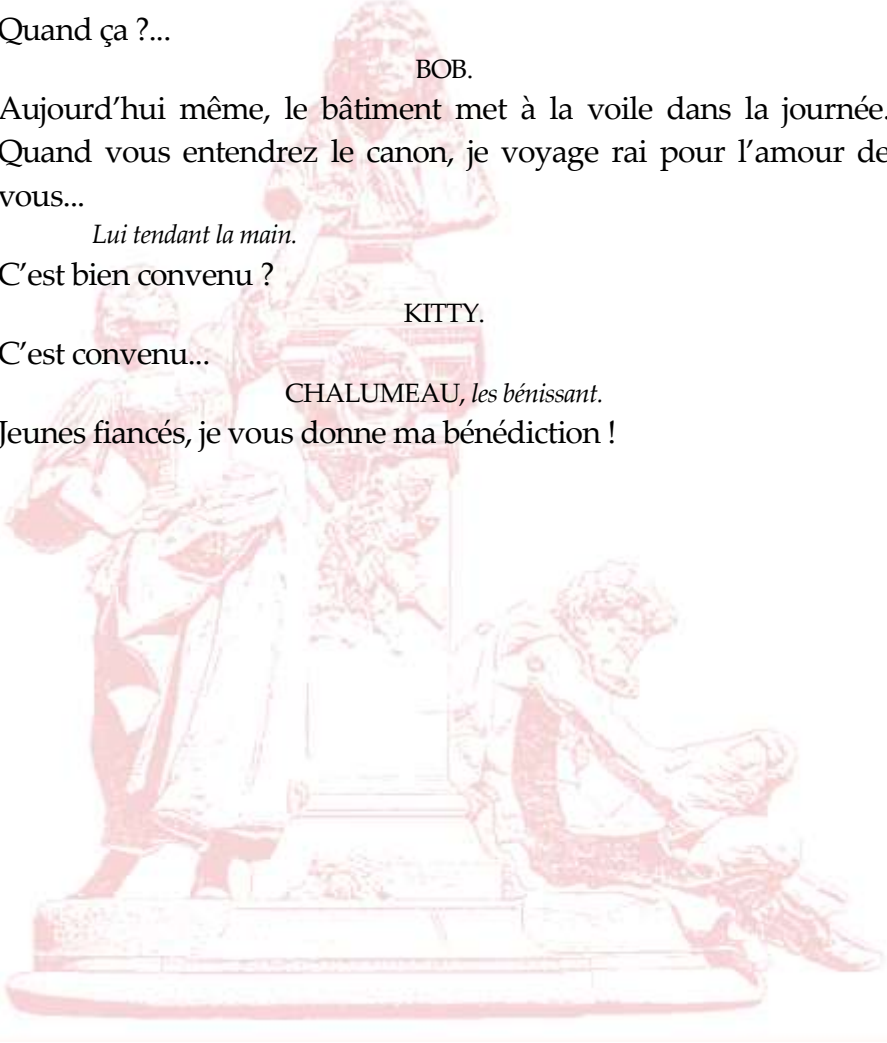 Quand ça ?...
BOB.
Aujourd’hui même, le bâtiment met à la voile dans la journée.
Quand vous entendrez le canon, je voyage rai pour l’amour de
vous...
Lui tendant la main.
C’est bien convenu ?
KITTY.
C’est convenu...
CHALUMEAU, les bénissant.
Jeunes fiancés, je vous donne ma bénédiction !